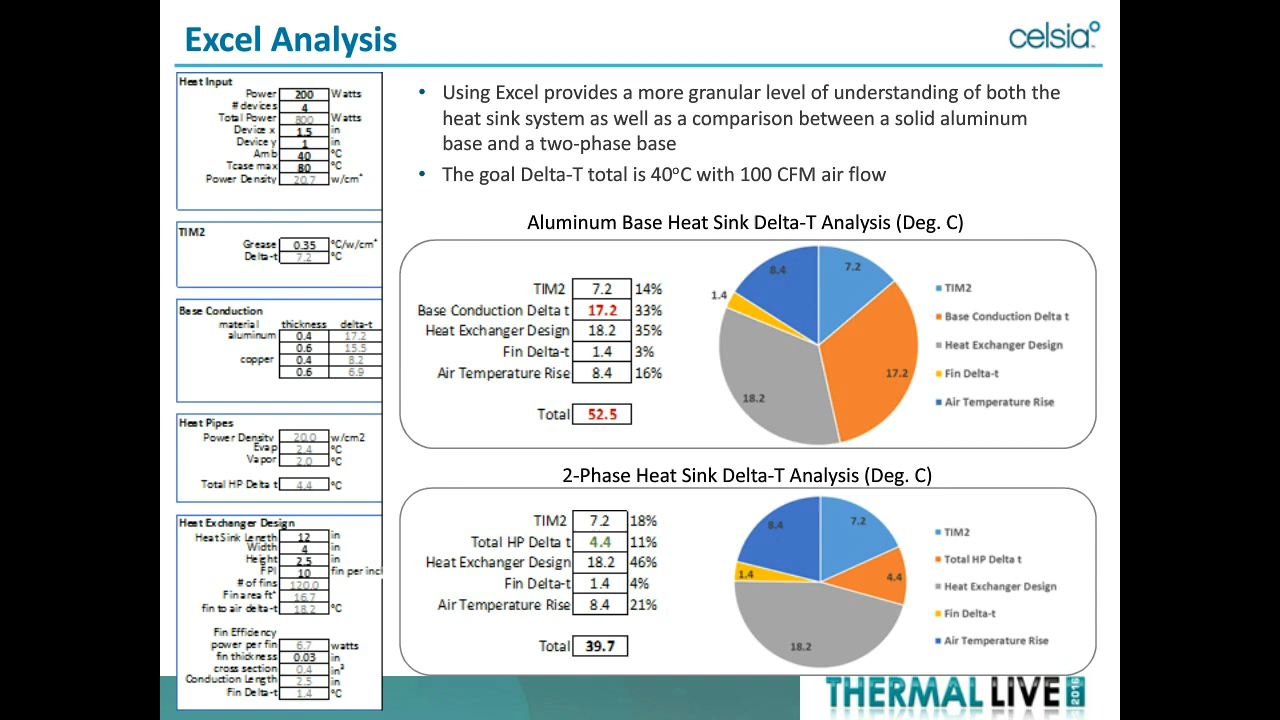 Excel Analysis
celsia
Heat Input
Power 200 Watts
# devices 4
Total Power 800 Watts
Device x 1.5 in
Device y 1 in
Amb 40 °C
Tcase max 80 °C
Power Density 20.7 w/cm²
TIM2
Grease 0.35 °C/w/cm²
Delta-t 7.2 °C
Base Conduction
material thickness delta-t
aluminum 0.4 17.2
0.6 15.5
copper 0.4 8.2
0.6 6.9
Heat Pipes
Power Density 20.0 w/cm2
Evap 2.4 °C
Vapor 2.0 °C
Total HP Delta t 4.4 °C
Heat Exchanger Design
Heat Sink Length 12 in
Width 4 in
Height 2.5 in
FPI 10 fin per inc
# of fins 120.0
Fin area ft² 16.7
fin to air delta-t 18.2 °C
Fin Efficiency
power per fin 6.7 watts
fin thickness 0.03 in
cross section 0.4 in²
Conduction Length 2.5 in
Fin Delta-t 1.4 °C
• Using Excel provides a more granular level of understanding of both the
heat sink system as well as a comparison between a solid aluminum
base and a two-phase base
• The goal Delta-T total is 40°C with 100 CFM air flow
Aluminum Base Heat Sink Delta-T Analysis (Deg. C)
TIM2 7.2 14%
Base Conduction Delta t 17.2 33%
Heat Exchanger Design 18.2 35%
Fin Delta-t 1.4 3%
Air Temperature Rise 8.4 16%
Total 52.5
8.4
7.2
1.4
17.2
18.2
TIM2
Base Conduction Delta t
Heat Exchanger Design
Fin Delta-t
Air Temperature Rise
2-Phase Heat Sink Delta-T Analysis (Deg. C)
TIM2 7.2 18%
Total HP Delta t 4.4 11%
Heat Exchanger Design 18.2 46%
Fin Delta-t 1.4 4%
Air Temperature Rise 8.4 21%
Total 39.7
8.4
7.2
1.4
4.4
18.2
TIM2
Total HP Delta t
Heat Exchanger Design
Fin Delta-t
Air Temperature Rise
THERMAL LIVE 2016